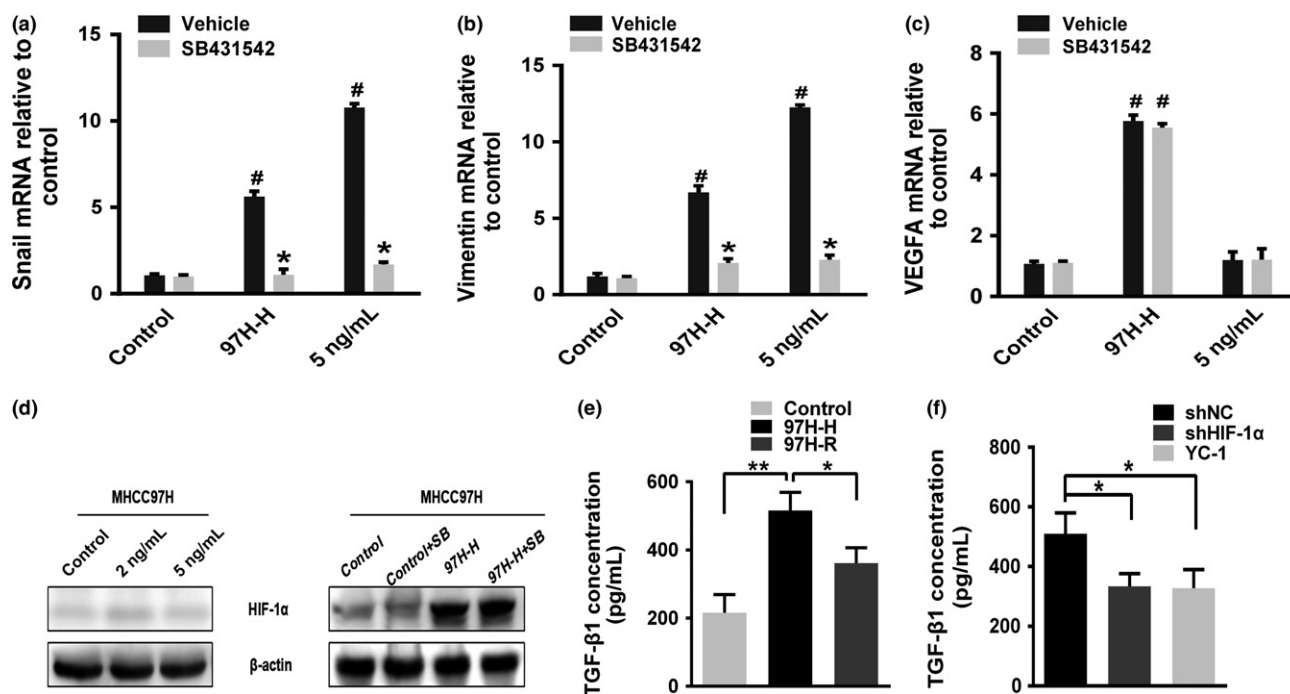 (a)
Vehicle
SB431542
Snail mRNA relative to
control
15
10
5
0
#
*
#
*
Control
97H-H
5 ng/mL
(b)
Vehicle
SB431542
Vimentin mRNA relative
to control
15
10
5
0
#
*
#
*
Control
97H-H
5 ng/mL
(c)
Vehicle
SB431542
VEGFA mRNA relative
to control
8
6
4
2
0
# #
Control
97H-H
5 ng/mL
(d)
MHCC97H
Control
2 ng/mL
5 ng/mL
HIF-1α
β-actin
MHCC97H
Control
Control+SB
97H-H
97H-H+SB
(e)
Control
97H-H
97H-R
TGF-β1 concentration
(pg/mL)
600
400
200
0
**
*
(f)
shNC
shHIF-1α
YC-1
TGF-β1 concentration
(pg/mL)
800
600
400
200
0
*
*